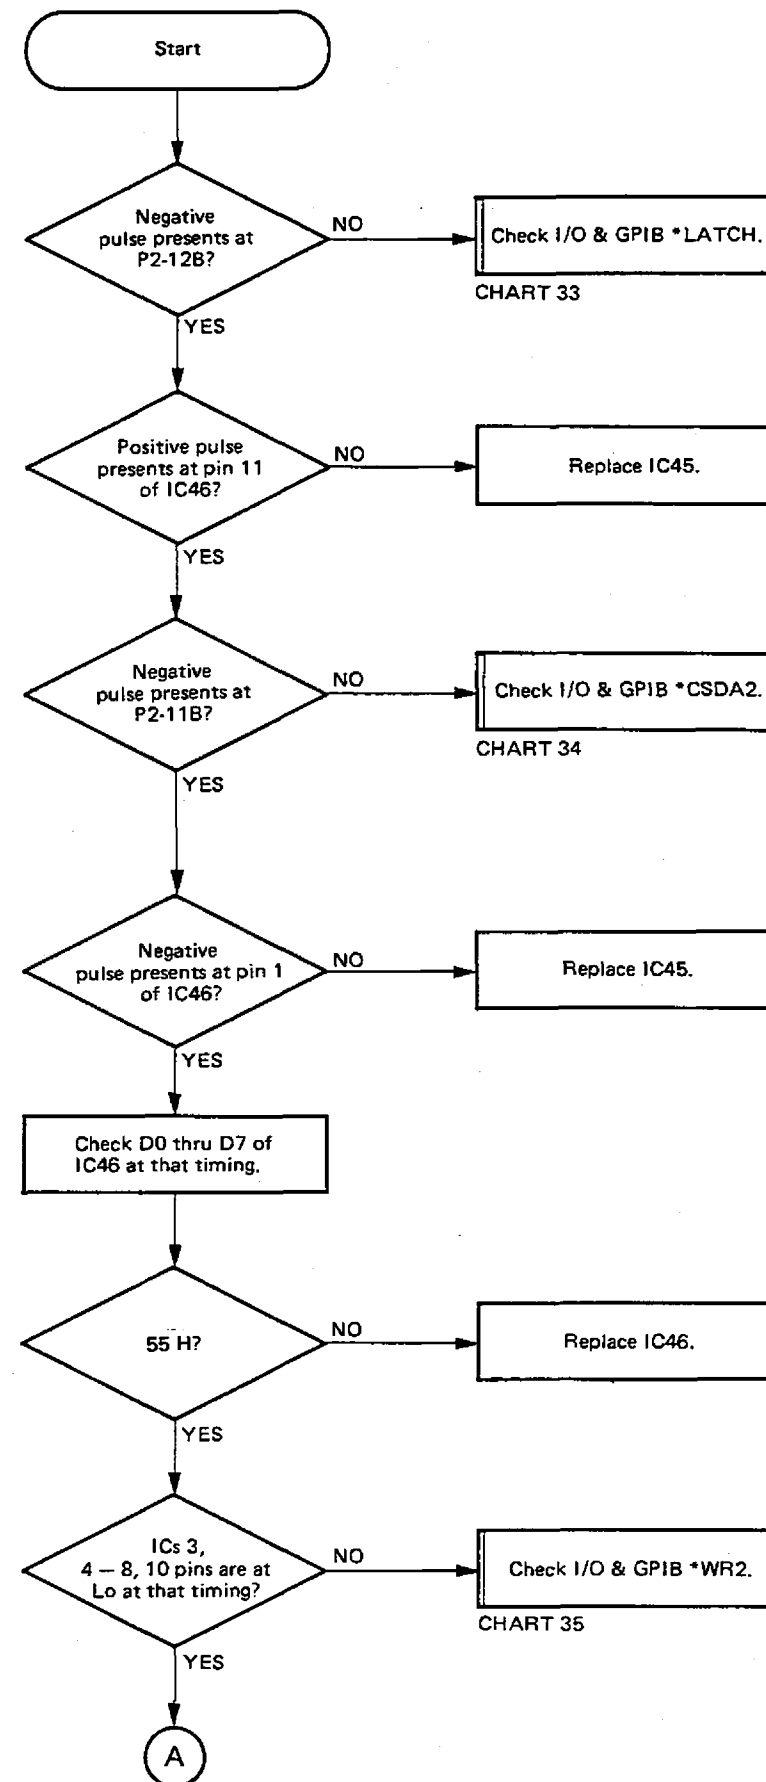 Start
Negative
pulse presents at
P2-12B?
NO
Check I/O & GPIB *LATCH.
CHART 33
YES
Positive pulse
presents at pin 11
of IC46?
NO
Replace IC45.
YES
Negative
pulse presents at
P2-11B?
NO
Check I/O & GPIB *CSDA2.
CHART 34
YES
Negative
pulse presents at pin 1
of IC46?
NO
Replace IC45.
YES
Check D0 thru D7 of
IC46 at that timing.
55 H?
NO
Replace IC46.
YES
ICs 3,
4 – 8, 10 pins are at
Lo at that timing?
NO
Check I/O & GPIB *WR2.
CHART 35
YES
A